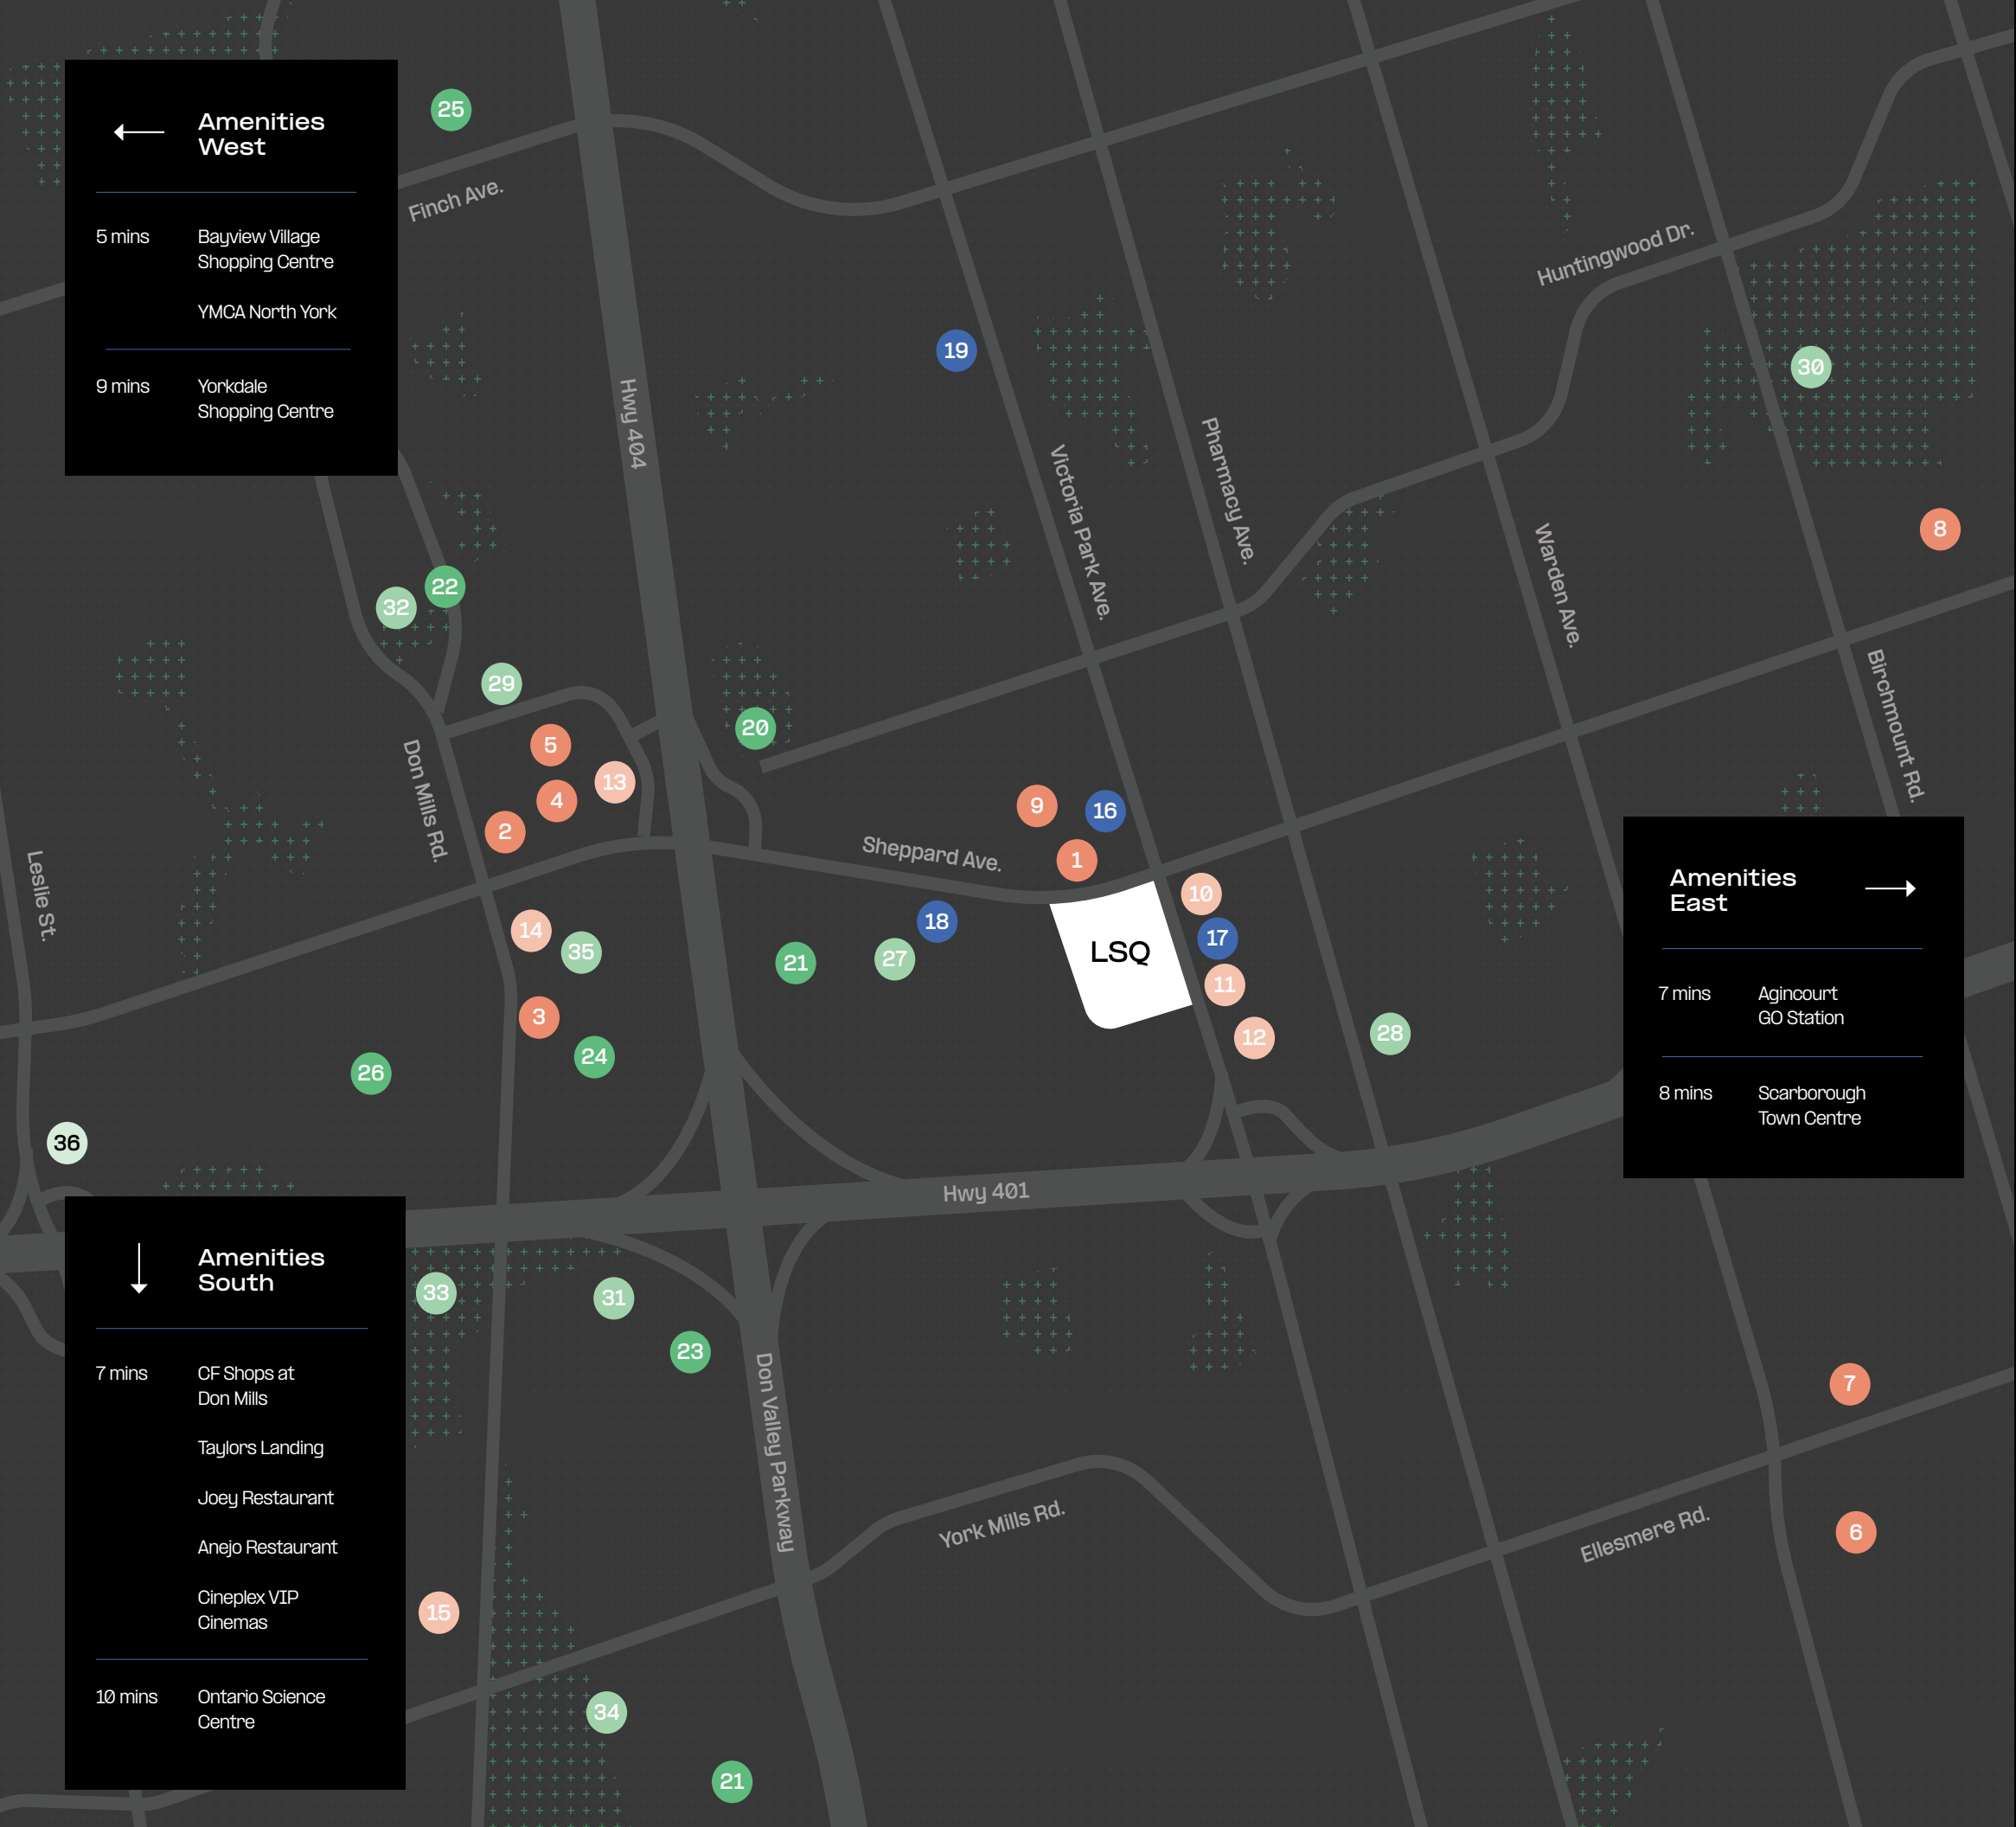 Amenities
West
5 mins
Bayview Village
Shopping Centre
YMCA North York
9 mins
Yorkdale
Shopping Centre
25
Finch Ave.
Hwy 404
19
Victoria Park Ave.
Pharmacy Ave.
Huntingwood Dr.
30
8
Warden Ave.
Birchmount Rd.
22
32
29
20
5
13
4
2
Don Mills Rd.
Leslie St.
9
16
1
Sheppard Ave.
10
14
35
18
17
21
27
LSQ
11
3
12
28
24
26
36
Amenities
East
7 mins
Agincourt
GO Station
8 mins
Scarborough
Town Centre
Hwy 401
Amenities
South
7 mins
CF Shops at
Don Mills
Taylors Landing
Joey Restaurant
Anejo Restaurant
Cineplex VIP
Cinemas
10 mins
Ontario Science
Centre
33
31
23
Don Valley Parkway
7
York Mills Rd.
Ellesmere Rd.
6
15
34
21